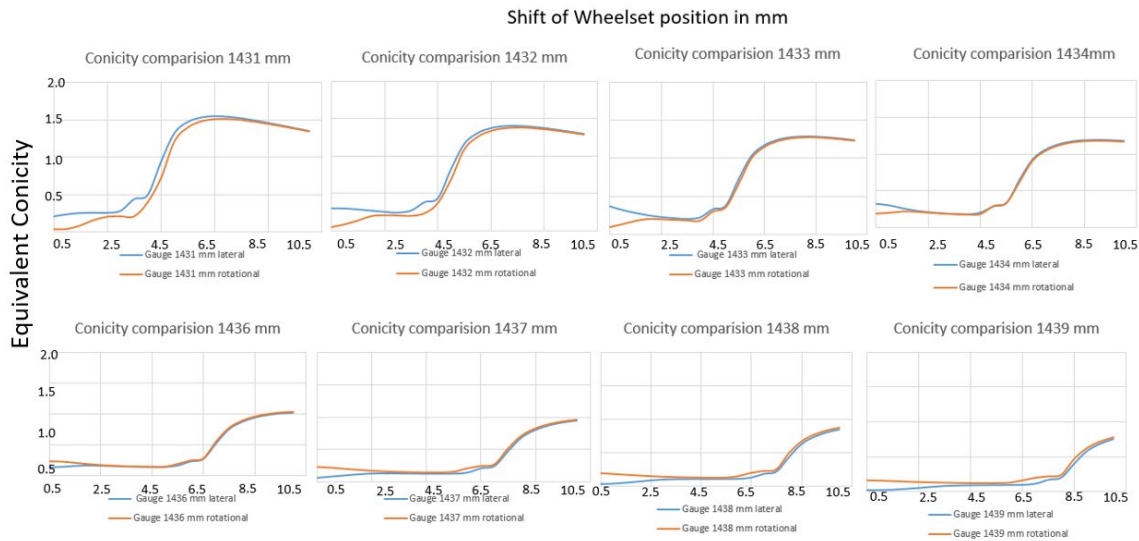 Shift of Wheelset position in mm
Equivalent Conicity
Conicity comparision 1431 mm
2.0
1.5
1.0
0.5
0.5 2.5 4.5 6.5 8.5 10.5
Gauge 1431 mm lateral
Gauge 1431 mm rotational
Conicity comparision 1432 mm
0.5 2.5 4.5 6.5 8.5 10.5
Gauge 1432 mm lateral
Gauge 1432 mm rotational
Conicity comparision 1433 mm
0.5 2.5 4.5 6.5 8.5 10.5
Gauge 1433 mm lateral
Gauge 1433 mm rotational
Conicity comparision 1434mm
0.5 2.5 4.5 6.5 8.5 10.5
Gauge 1434 mm lateral
Gauge 1434 mm rotational
Conicity comparision 1436 mm
2.0
1.5
1.0
0.5
0.5 2.5 4.5 6.5 8.5 10.5
Gauge 1436 mm lateral
Gauge 1436 mm rotational
Conicity comparision 1437 mm
0.5 2.5 4.5 6.5 8.5 10.5
Gauge 1437 mm lateral
Gauge 1437 mm rotational
Conicity comparision 1438 mm
0.5 2.5 4.5 6.5 8.5 10.5
Gauge 1438 mm lateral
Gauge 1438 mm rotational
Conicity comparision 1439 mm
0.5 2.5 4.5 6.5 8.5 10.5
Gauge 1439 mm lateral
Gauge 1439 mm rotational